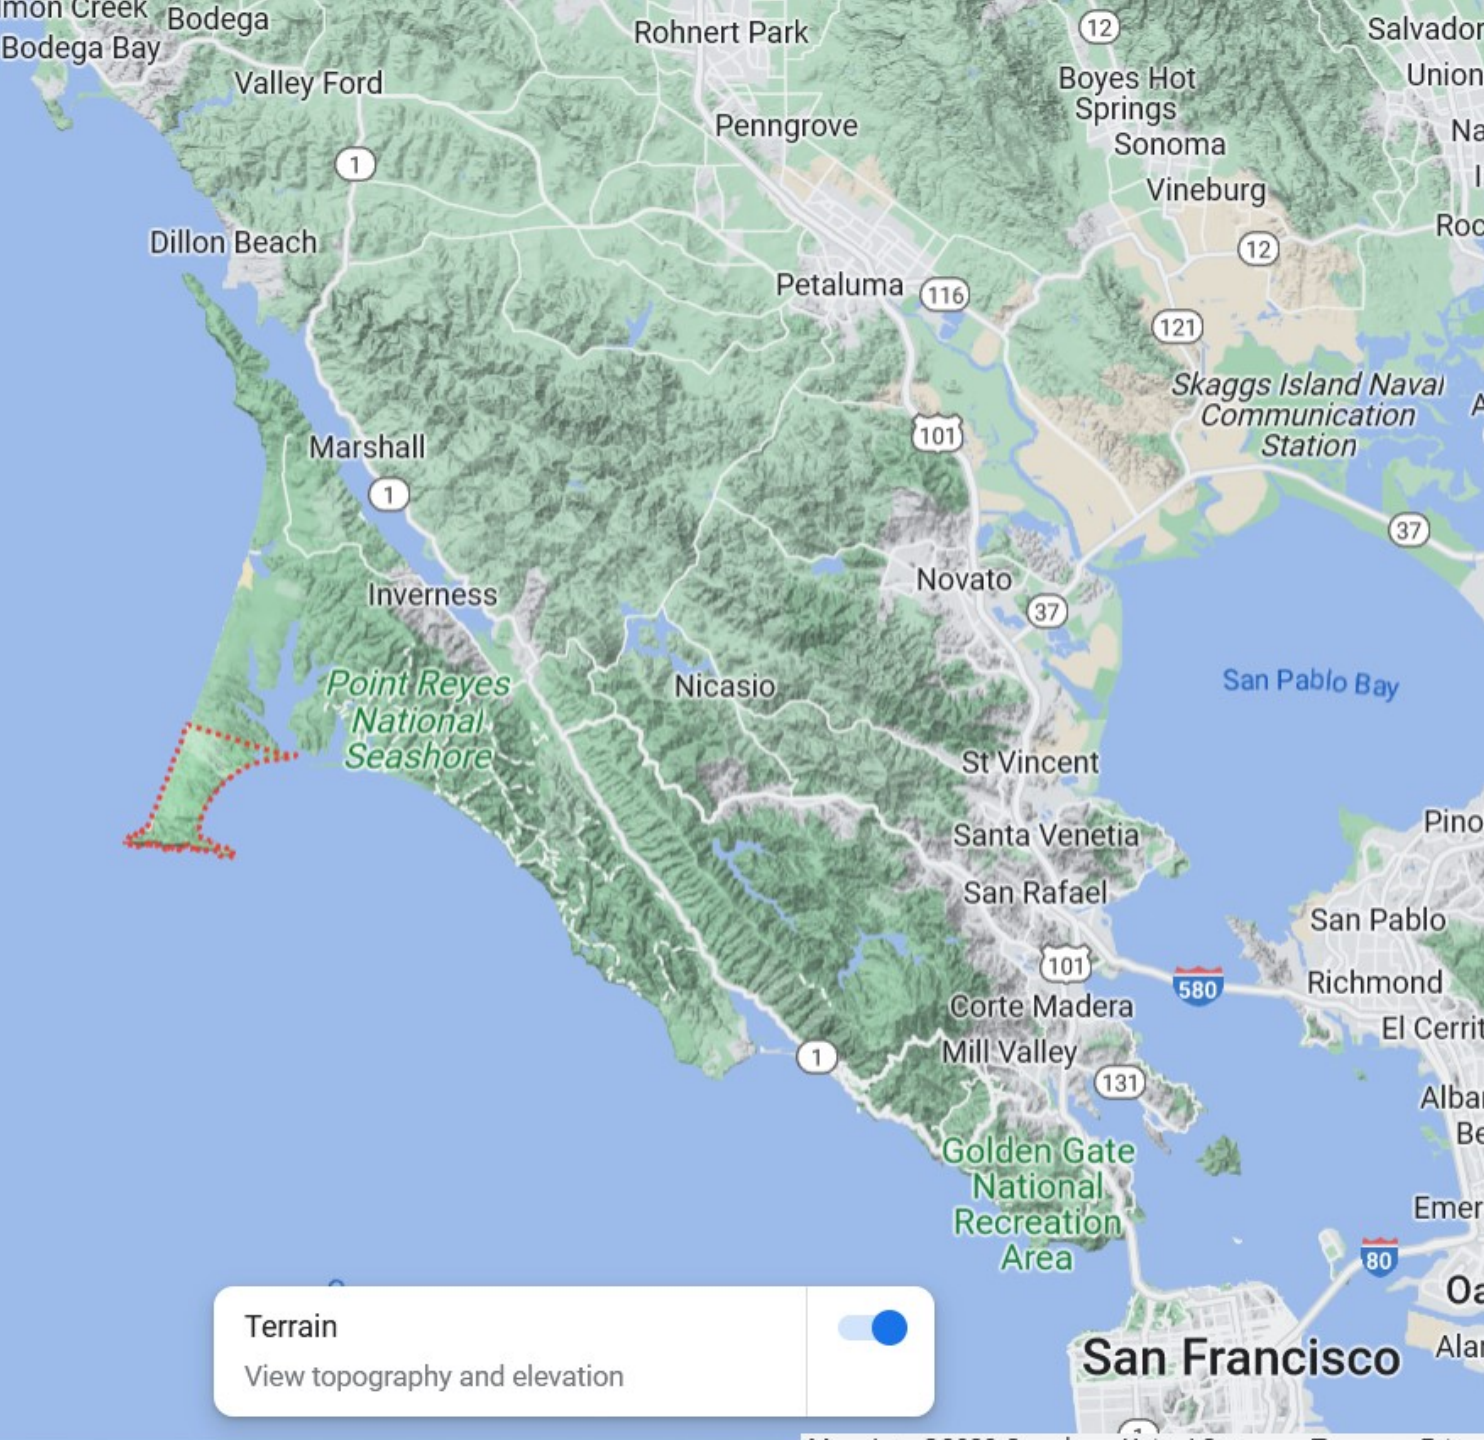 Bodega
Bodega Bay
Valley Ford
Rohnert Park
12
Boyes Hot
Springs
Penngrove
Sonoma
1
Vineburg
Dillon Beach
12
Petaluma
116
121
Skaggs Island Naval
Communication
Station
101
Marshall
1
37
Novato
Inverness
37
Nicasio
San Pablo Bay
Point Reyes
National
Seashore
St Vincent
Santa Venetia
San Rafael
San Pablo
101
580
Richmond
Corte Madera
Mill Valley
1
131
Golden Gate
National
Recreation
Area
80
Terrain
View topography and elevation
San Francisco